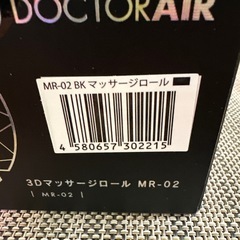 DOCTORAIR
MR-02 BK マッサージロール
4 580657 302215
3Dマッサージロール MR-02
| MR-02 |